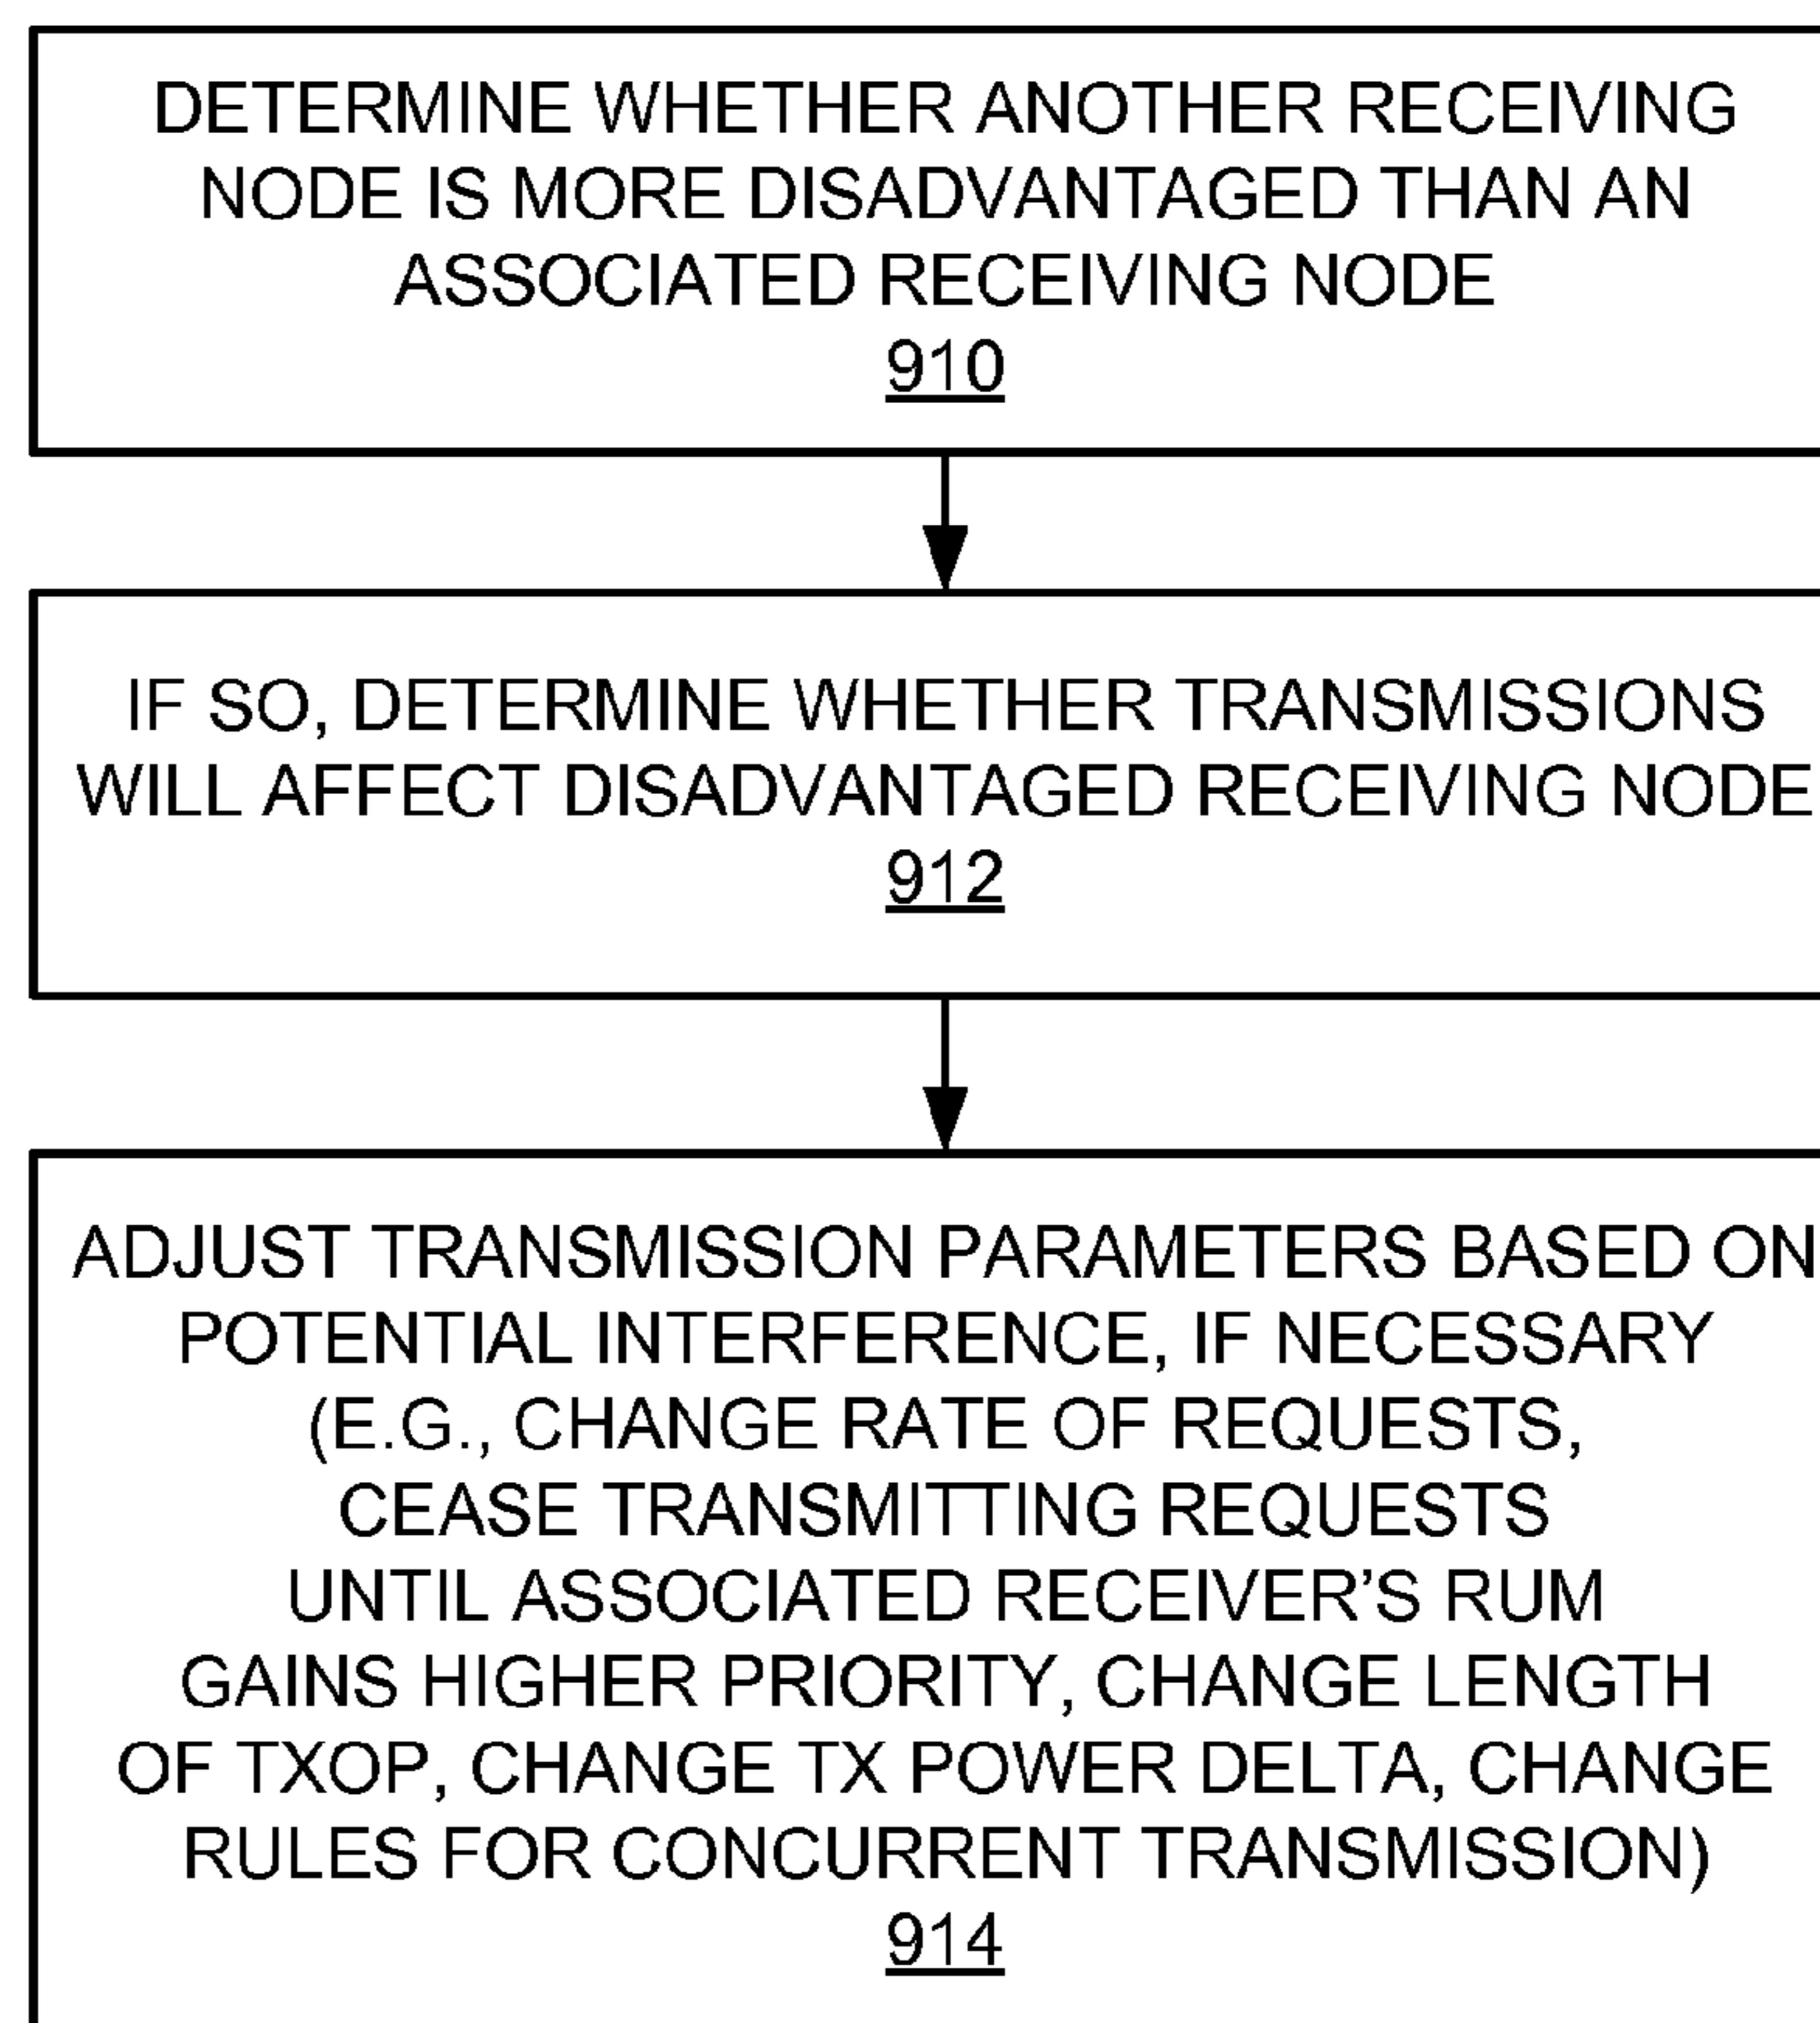 DETERMINE WHETHER ANOTHER RECEIVING
NODE IS MORE DISADVANTAGED THAN AN
ASSOCIATED RECEIVING NODE
910
IF SO, DETERMINE WHETHER TRANSMISSIONS
WILL AFFECT DISADVANTAGED RECEIVING NODE
912
ADJUST TRANSMISSION PARAMETERS BASED ON
POTENTIAL INTERFERENCE, IF NECESSARY
(E.G., CHANGE RATE OF REQUESTS,
CEASE TRANSMITTING REQUESTS
UNTIL ASSOCIATED RECEIVER'S RUM
GAINS HIGHER PRIORITY, CHANGE LENGTH
OF TXOP, CHANGE TX POWER DELTA, CHANGE
RULES FOR CONCURRENT TRANSMISSION)
914